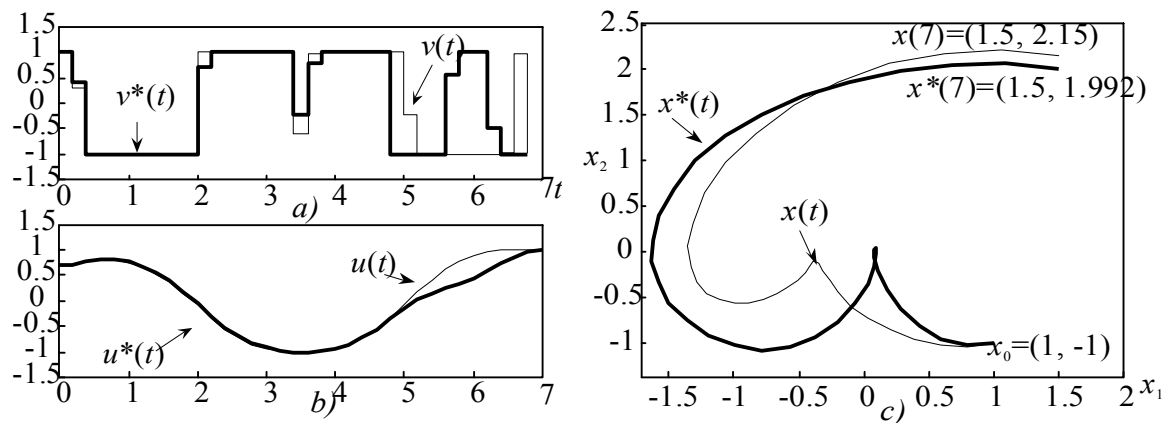 1.5
1
0.5
0
-0.5
-1
-1.5
v*(t)
v(t)
0 1 2 3 4 5 6 7t
a)
1.5
1
0.5
0
-0.5
-1
-1.5
u(t)
u*(t)
0 1 2 3 4 5 6 7
b)
x(7)=(1.5, 2.15)
x*(7)=(1.5, 1.992)
x*(t)
x(t)
x₀=(1, -1)
2.5
2
1.5
1
x₂
0.5
0
-0.5
-1
-1.5 -1 -0.5 0 0.5 1 1.5 2 x₁
c)